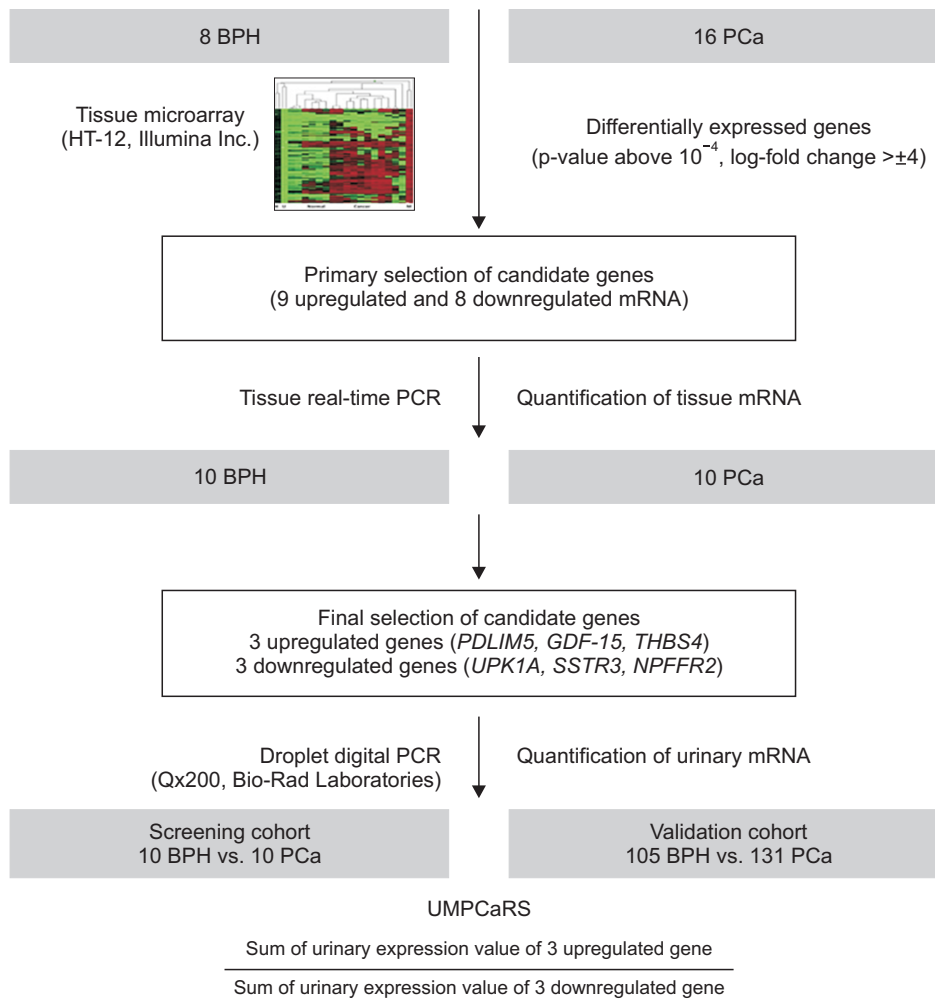 8 BPH
16 PCa
Tissue microarray
(HT-12, Illumina Inc.)
Differentially expressed genes
(p-value above 10⁻⁴, log-fold change >±4)
Primary selection of candidate genes
(9 upregulated and 8 downregulated mRNA)
Tissue real-time PCR
Quantification of tissue mRNA
10 BPH
10 PCa
Final selection of candidate genes
3 upregulated genes (PDLIM5, GDF-15, THBS4)
3 downregulated genes (UPK1A, SSTR3, NPFFR2)
Droplet digital PCR
(Qx200, Bio-Rad Laboratories)
Quantification of urinary mRNA
Screening cohort
10 BPH vs. 10 PCa
Validation cohort
105 BPH vs. 131 PCa
UMPCaRS
Sum of urinary expression value of 3 upregulated gene
Sum of urinary expression value of 3 downregulated gene